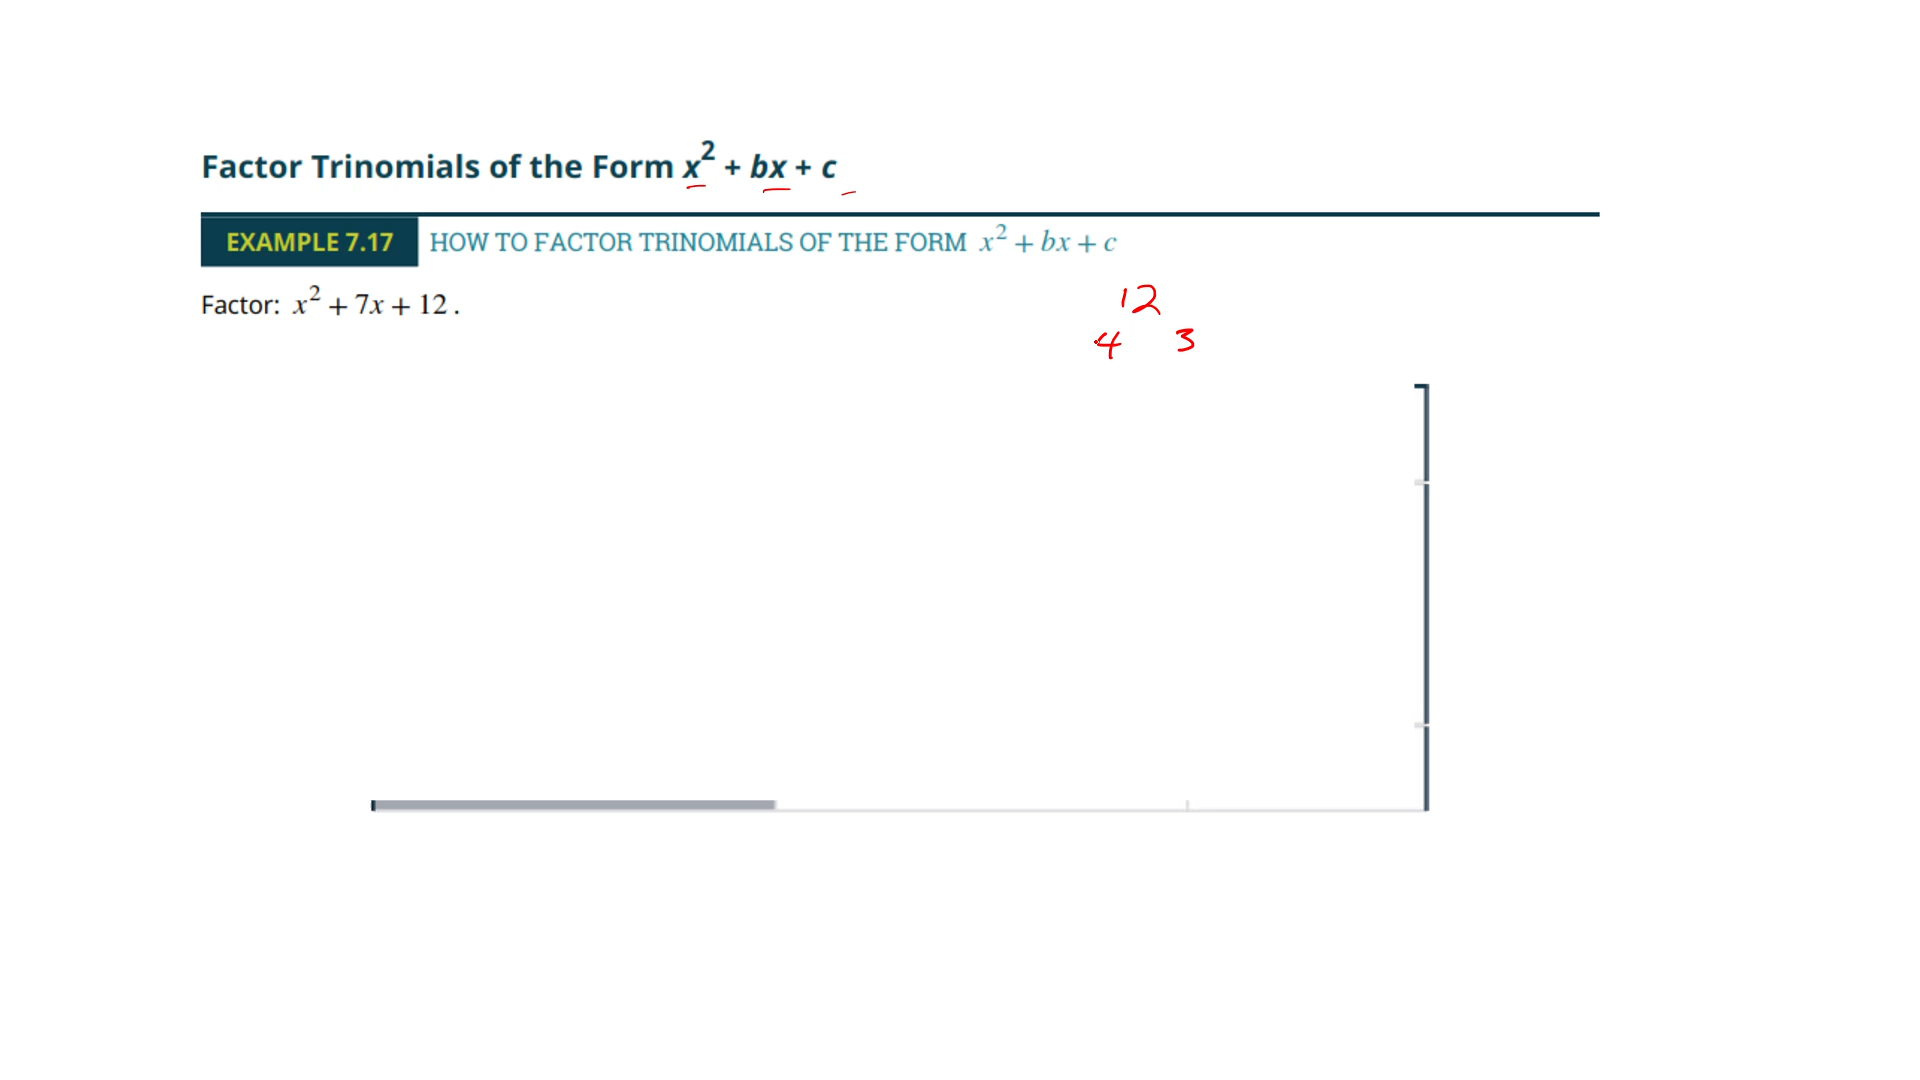 Factor Trinomials of the Form x² + bx + c
EXAMPLE 7.17 HOW TO FACTOR TRINOMIALS OF THE FORM x² + bx + c
Factor: x² + 7x + 12 .
12
4 3